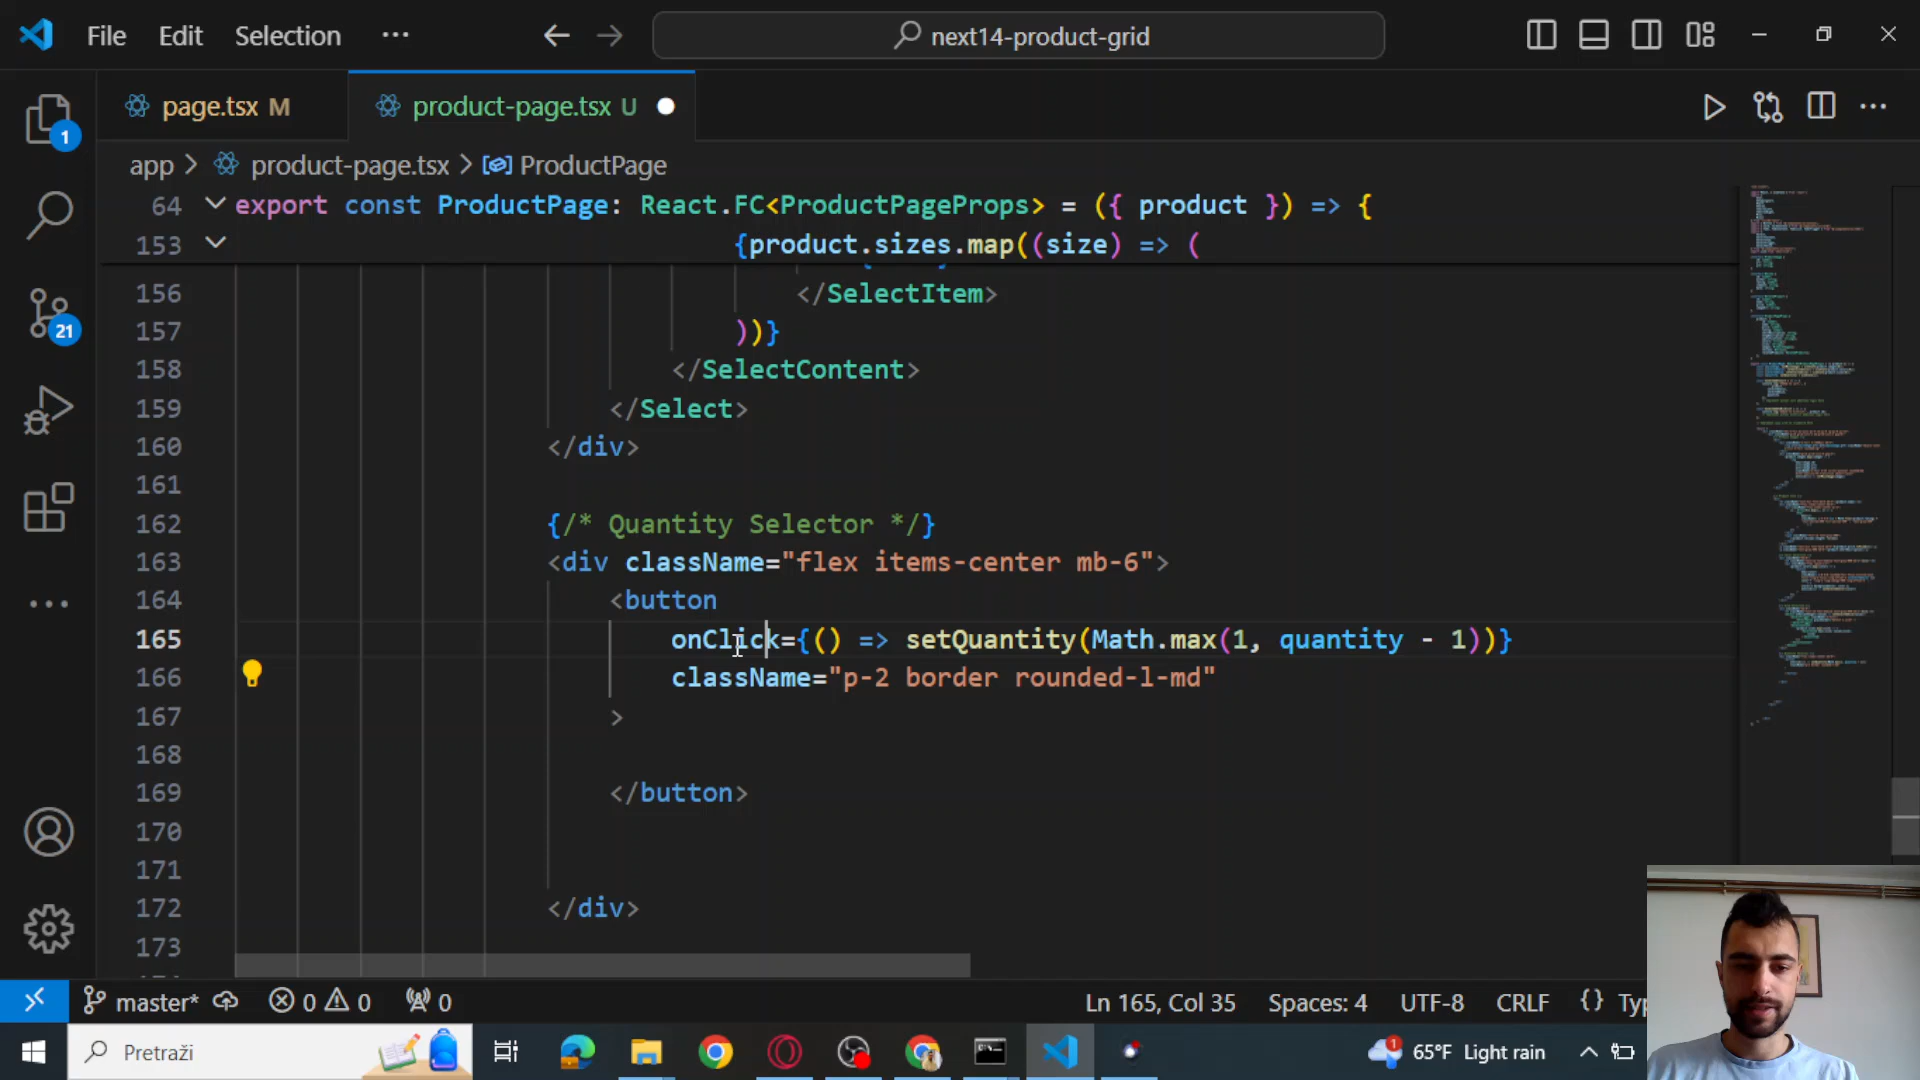 File Edit Selection ··· next14-product-grid
page.tsx M product-page.tsx U
app > product-page.tsx > ProductPage
64 export const ProductPage: React.FC<ProductPageProps> = ({ product }) => {
153 {product.sizes.map((size) => (
156 </SelectItem>
157 ))}
158 </SelectContent>
159 </Select>
160 </div>
161
162 {/* Quantity Selector */}
163 <div className="flex items-center mb-6">
164 <button
165 onClick={() => setQuantity(Math.max(1, quantity - 1))}
166 className="p-2 border rounded-l-md"
167 >
168
169 </button>
170
171
172 </div>
173
1
21
master* 0 0 0 Ln 165, Col 35 Spaces: 4 UTF-8 CRLF {} Typ
Pretraži 1 65°F Light rain